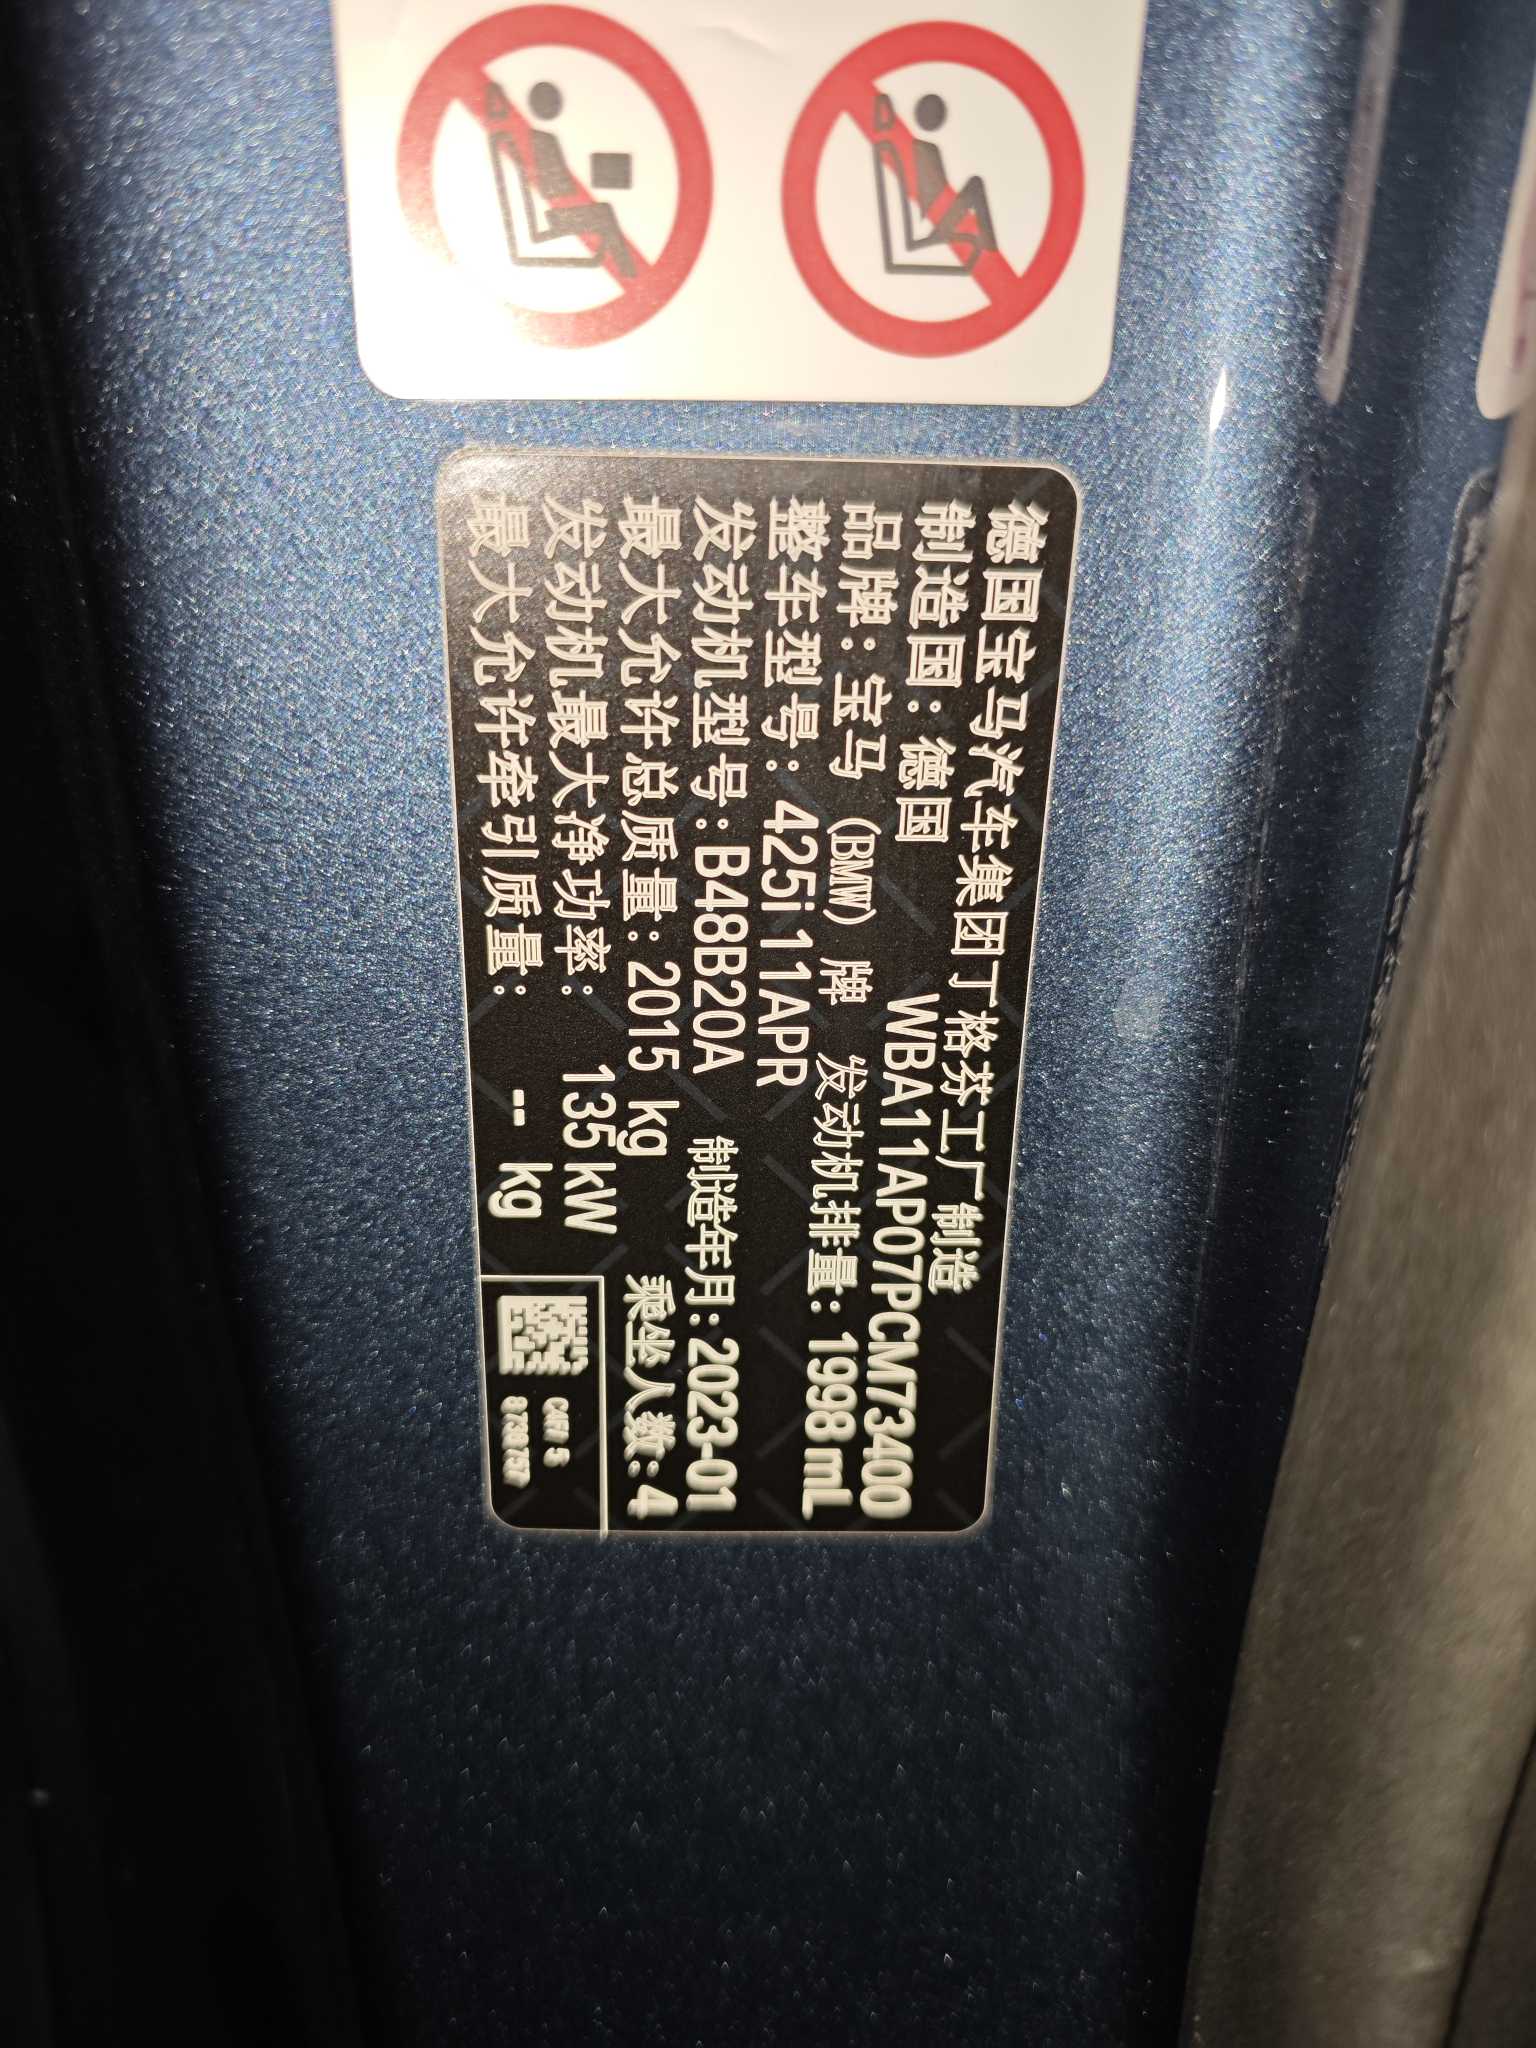 德国宝马汽车集团丁格芬工厂制造
制造国：德国 WBA11AP07PCM73400
品牌：宝马 (BMW) 牌 发动机排量：1998 mL
整车型号：425i 11APR
发动机型号：B48B20A 制造年月：2023-01
最大允许总质量：2015 kg 乘坐人数：4
发动机最大净功率： 135 kW
最大允许牵引质量： -- kg
8 739 757